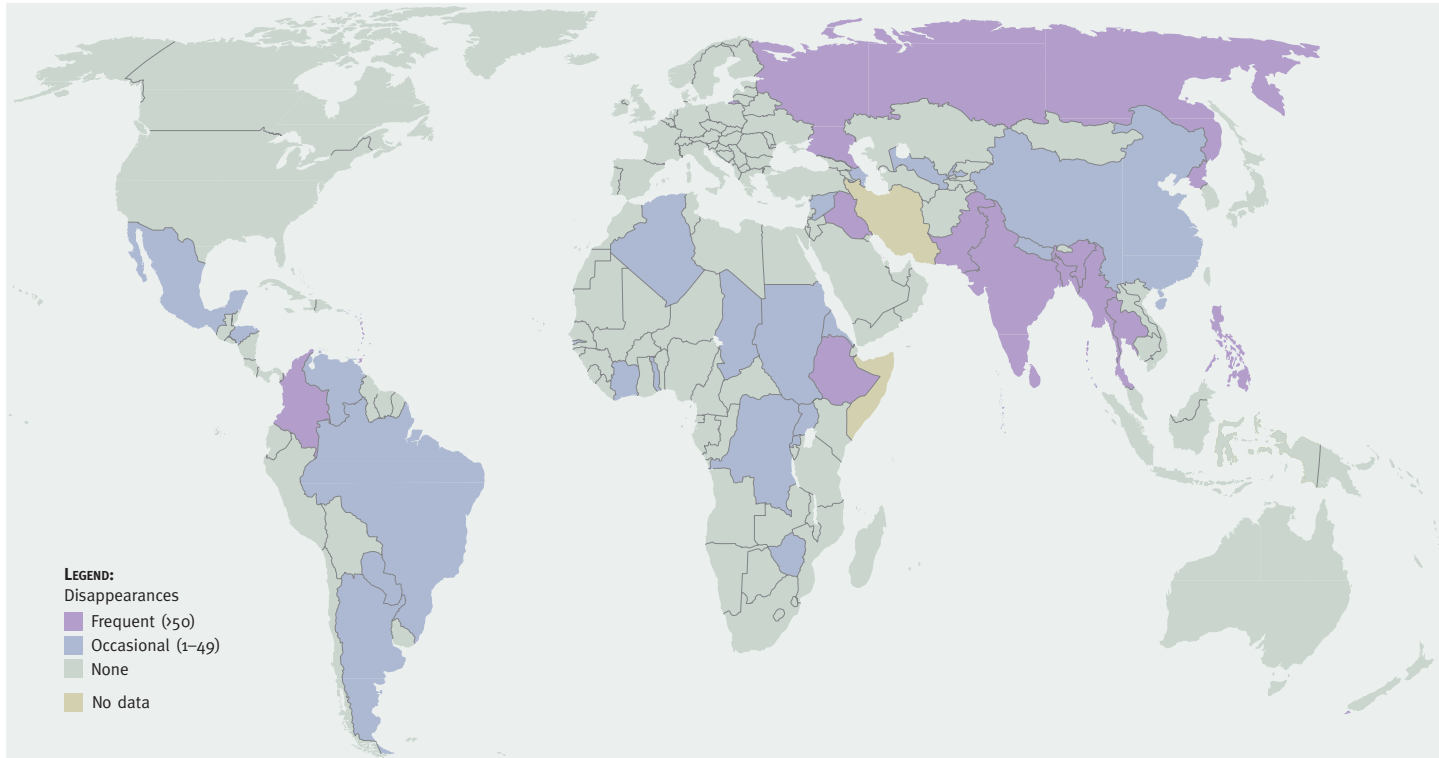 LEGEND:
Disappearances
Frequent (>50)
Occasional (1–49)
None
No data